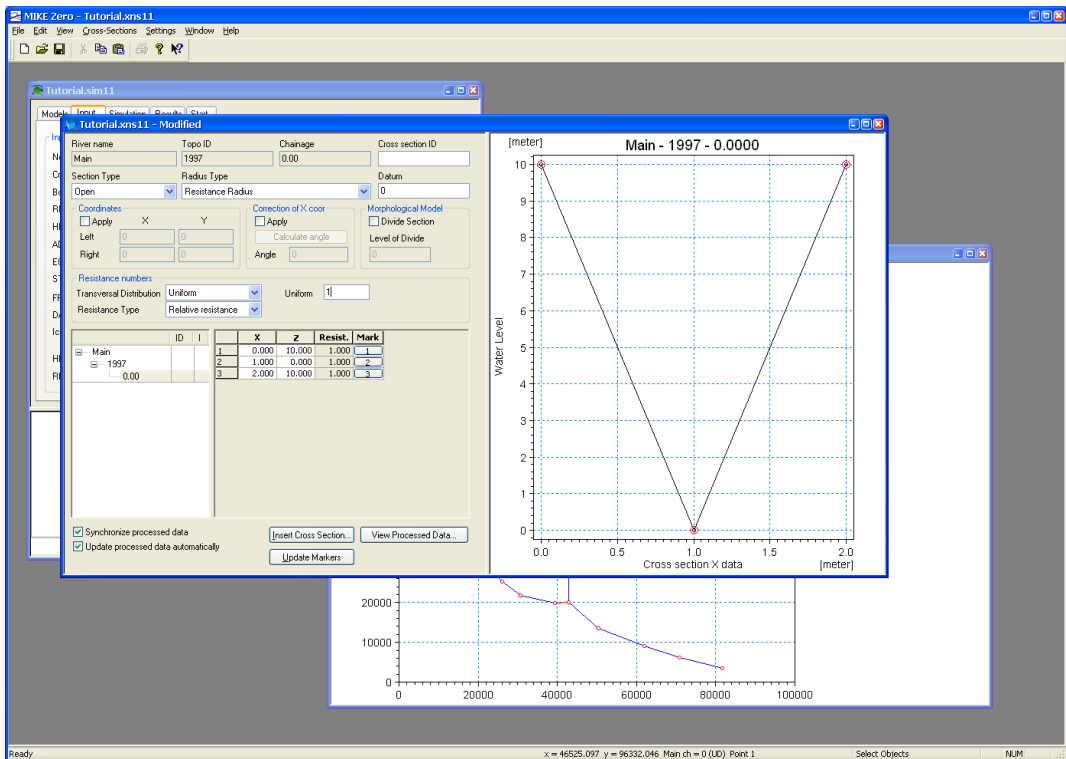 MIKE Zero - Tutorial.xns11
File Edit View Cross-Sections Settings Window Help
Tutorial.sim11
Models Input Simulation Results Start
Tutorial.xns11 - Modified
River name Topo ID Chainage Cross section ID
Main 1997 0.00
Section Type Radius Type Datum
Open Resistance Radius 0
Coordinates Correction of X coor Morphological Model
Apply X Y Apply Divide Section
Left 0 0 Calculate angle Level of Divide
Right 0 0 Angle 0 0
Resistance numbers
Transversal Distribution Uniform Uniform 1
Resistance Type Relative resistance
ID I X Z Resist. Mark
1 0.000 10.000 1.000 1
2 1.000 0.000 1.000 2
3 2.000 10.000 1.000 3
Main
1997
0.00
Synchronize processed data
Update processed data automatically
Insert Cross Section... View Processed Data...
Update Markers
[meter] Main - 1997 - 0.0000
10
9
8
7
6
5
4
3
2
1
0
Water Level
0.0 0.5 1.0 1.5 2.0
Cross section X data [meter]
20000
10000
0
0 20000 40000 60000 80000 100000
Ready x = 46525.097 y = 96332.046 Main ch = 0 (UD) Point 1 Select Objects NUM